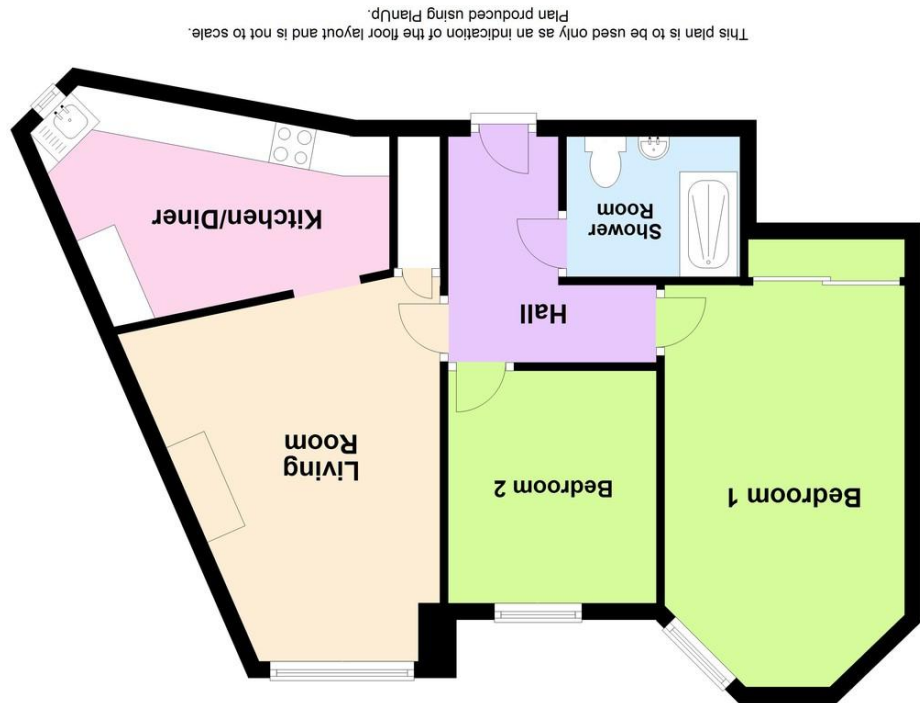 This plan is to be used only as an indication of the floor layout and is not to scale.
Plan produced using PlanUp.
Bedroom 1
Bedroom 2
Living
Room
Hall
Shower
Room
Kitchen/Diner